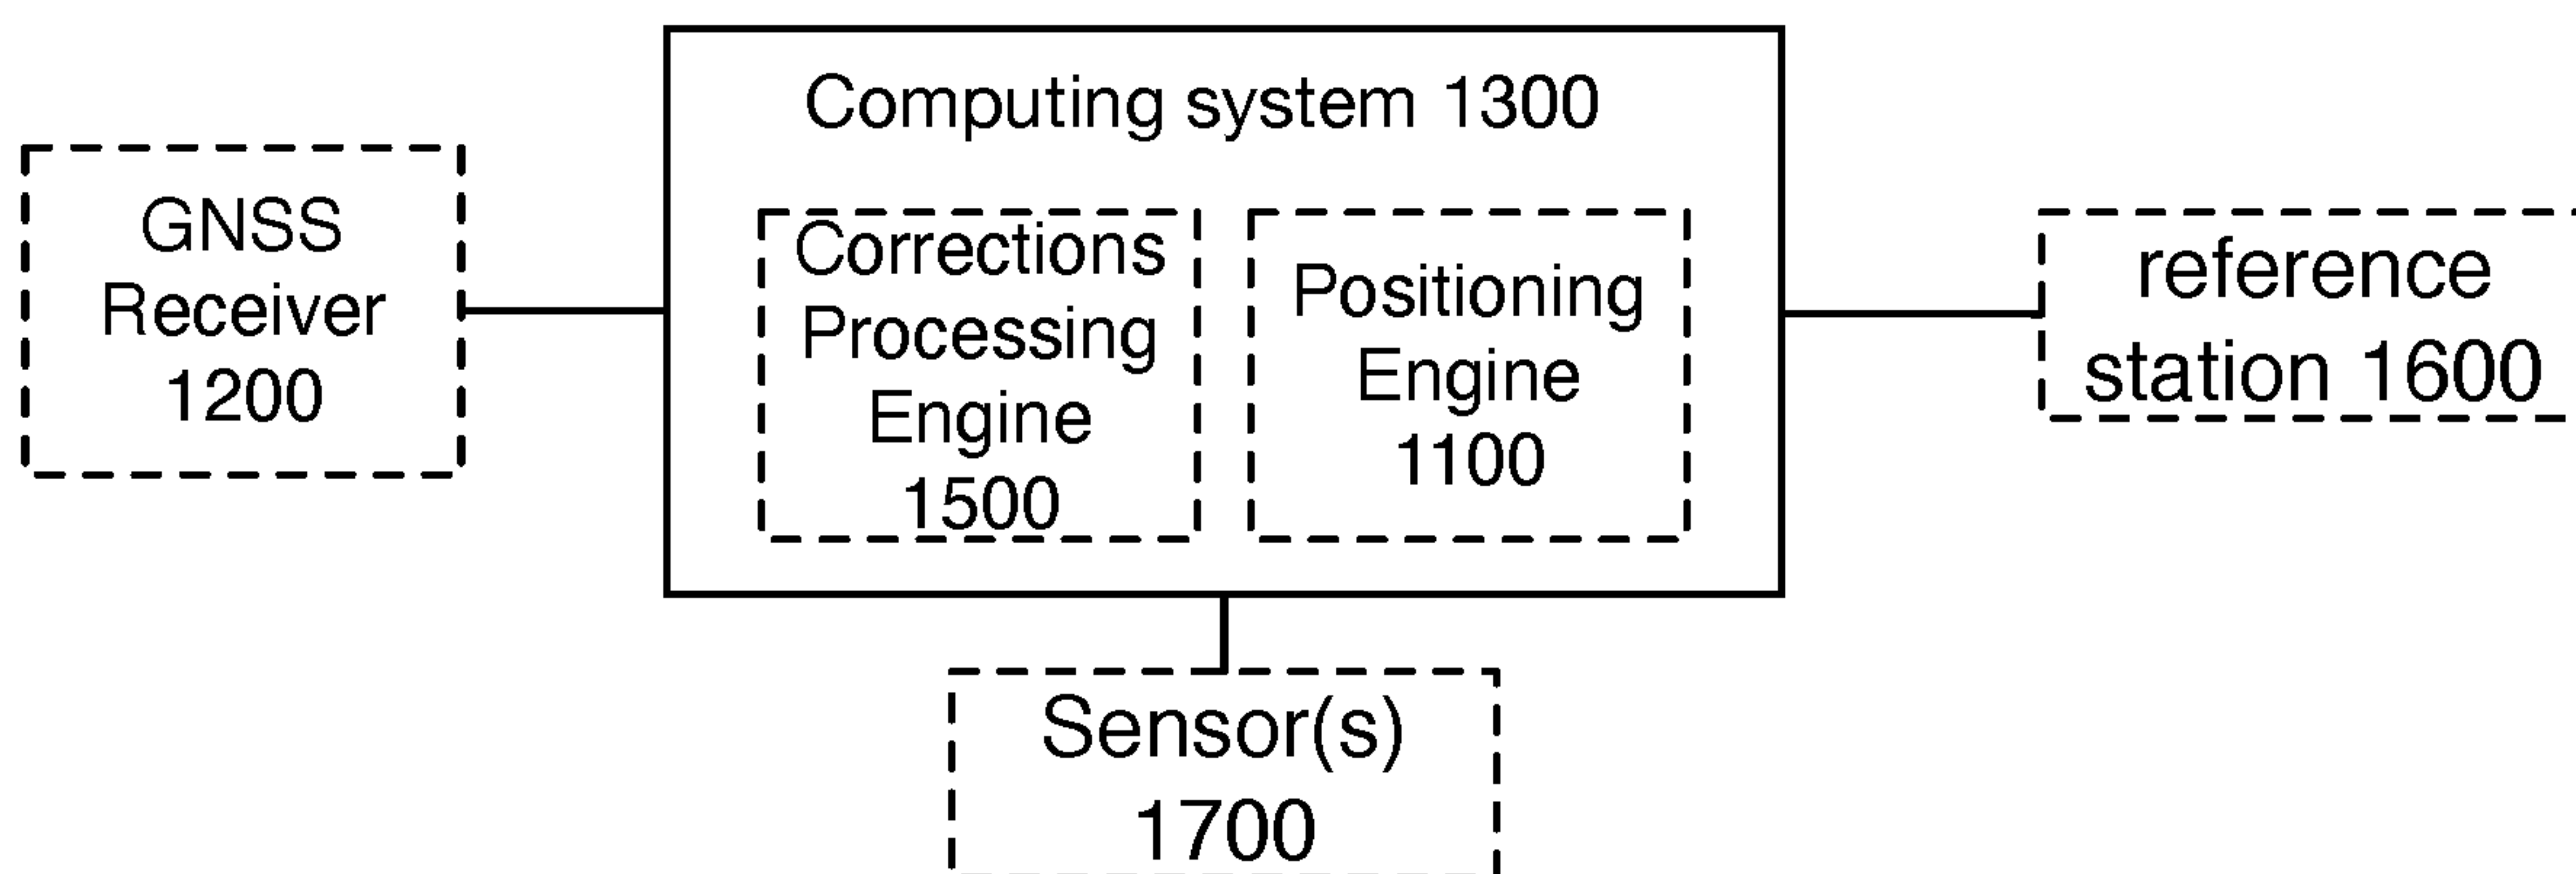 Computing system 1300
GNSS
Receiver
1200
Corrections
Processing
Engine
1500
Positioning
Engine
1100
reference
station 1600
Sensor(s)
1700